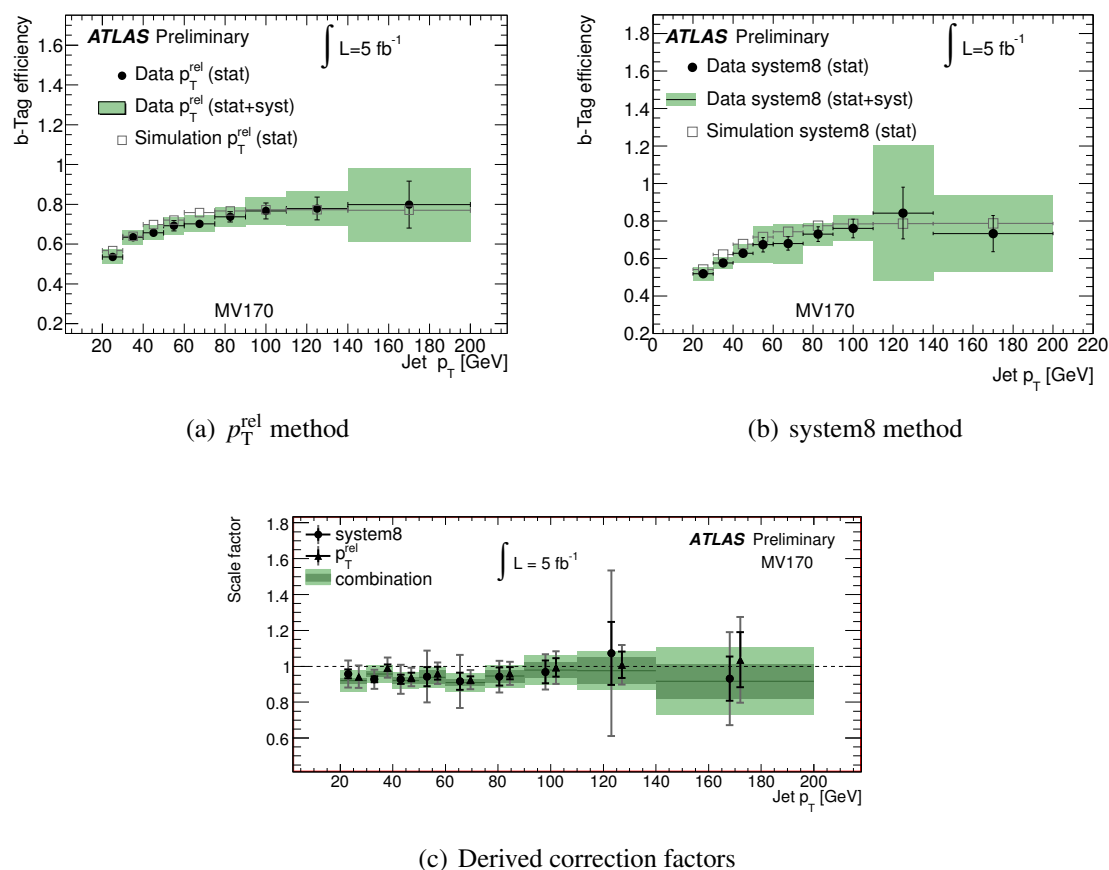 b-Tag efficiency
ATLAS Preliminary
∫ L=5 fb⁻¹
Data p_T^rel (stat)
Data p_T^rel (stat+syst)
Simulation p_T^rel (stat)
MV170
1.6
1.4
1.2
1
0.8
0.6
0.4
0.2
20 40 60 80 100 120 140 160 180 200
Jet p_T [GeV]
(a) p_T^rel method
b-Tag efficiency
ATLAS Preliminary
∫ L=5 fb⁻¹
Data system8 (stat)
Data system8 (stat+syst)
Simulation system8 (stat)
MV170
1.8
1.6
1.4
1.2
1
0.8
0.6
0.4
0.2
0 20 40 60 80 100 120 140 160 180 200 220
Jet p_T [GeV]
(b) system8 method
Scale factor
system8
p_T^rel
combination
∫ L = 5 fb⁻¹
ATLAS Preliminary
MV170
1.8
1.6
1.4
1.2
1
0.8
0.6
20 40 60 80 100 120 140 160 180 200
Jet p_T [GeV]
(c) Derived correction factors